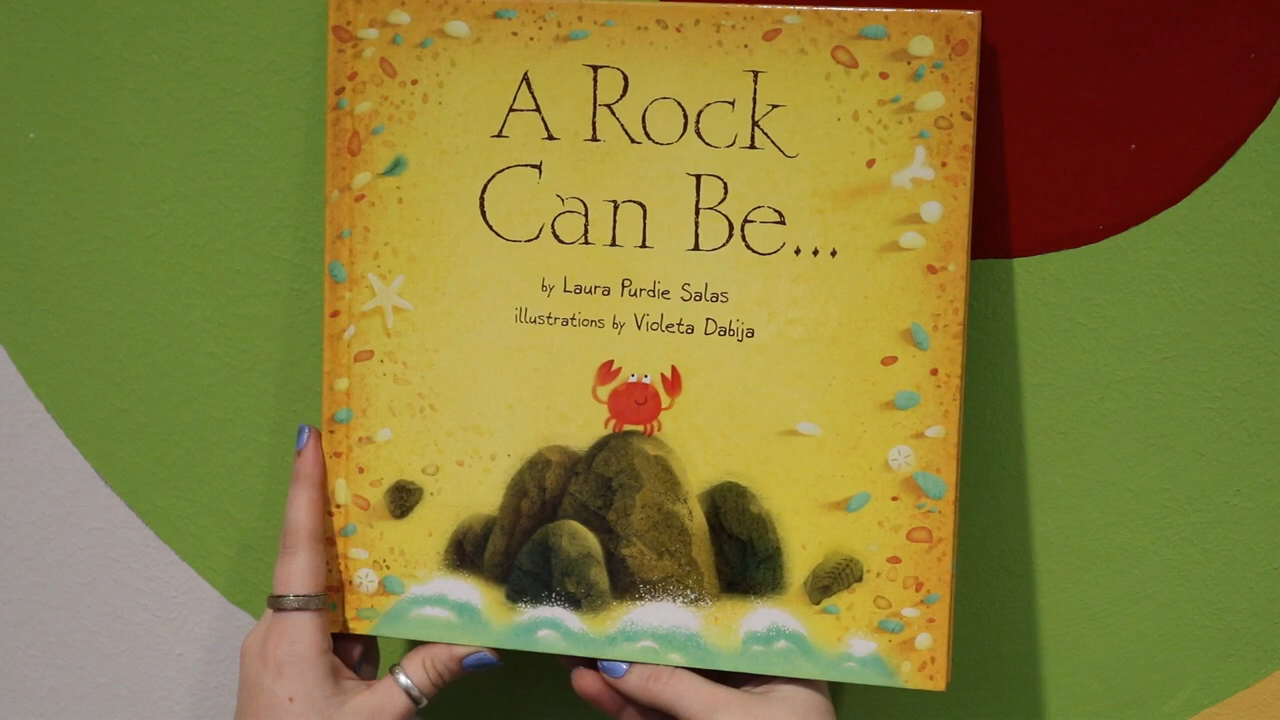 A Rock
Can Be...
by Laura Purdie Salas
illustrations by Violeta Dabija